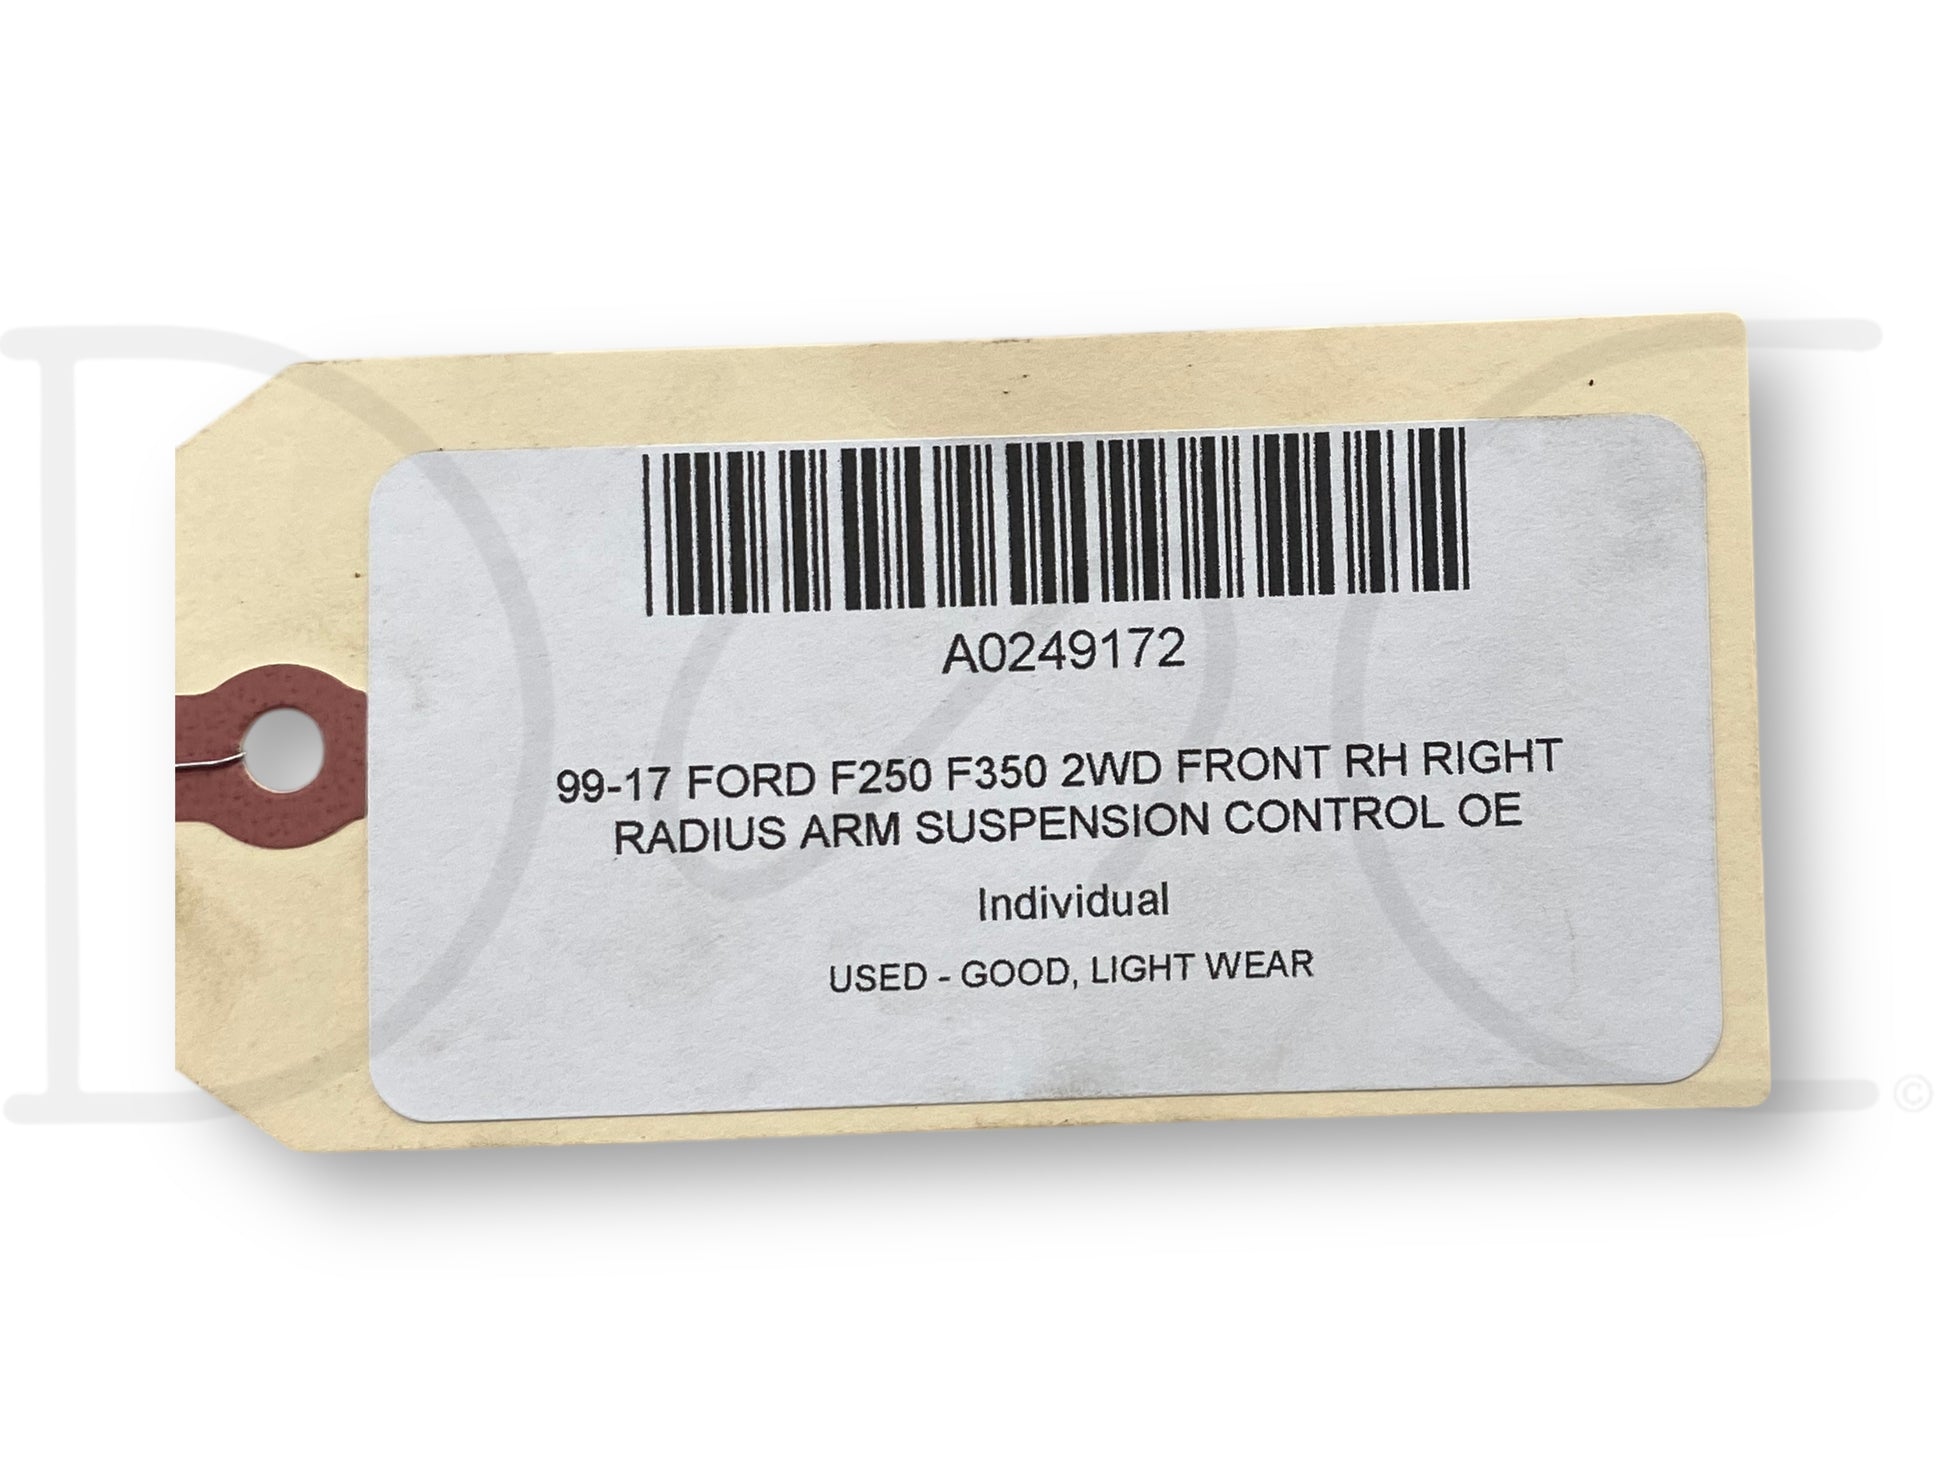 A0249172
99-17 FORD F250 F350 2WD FRONT RH RIGHT
RADIUS ARM SUSPENSION CONTROL OE
Individual
USED - GOOD, LIGHT WEAR
©